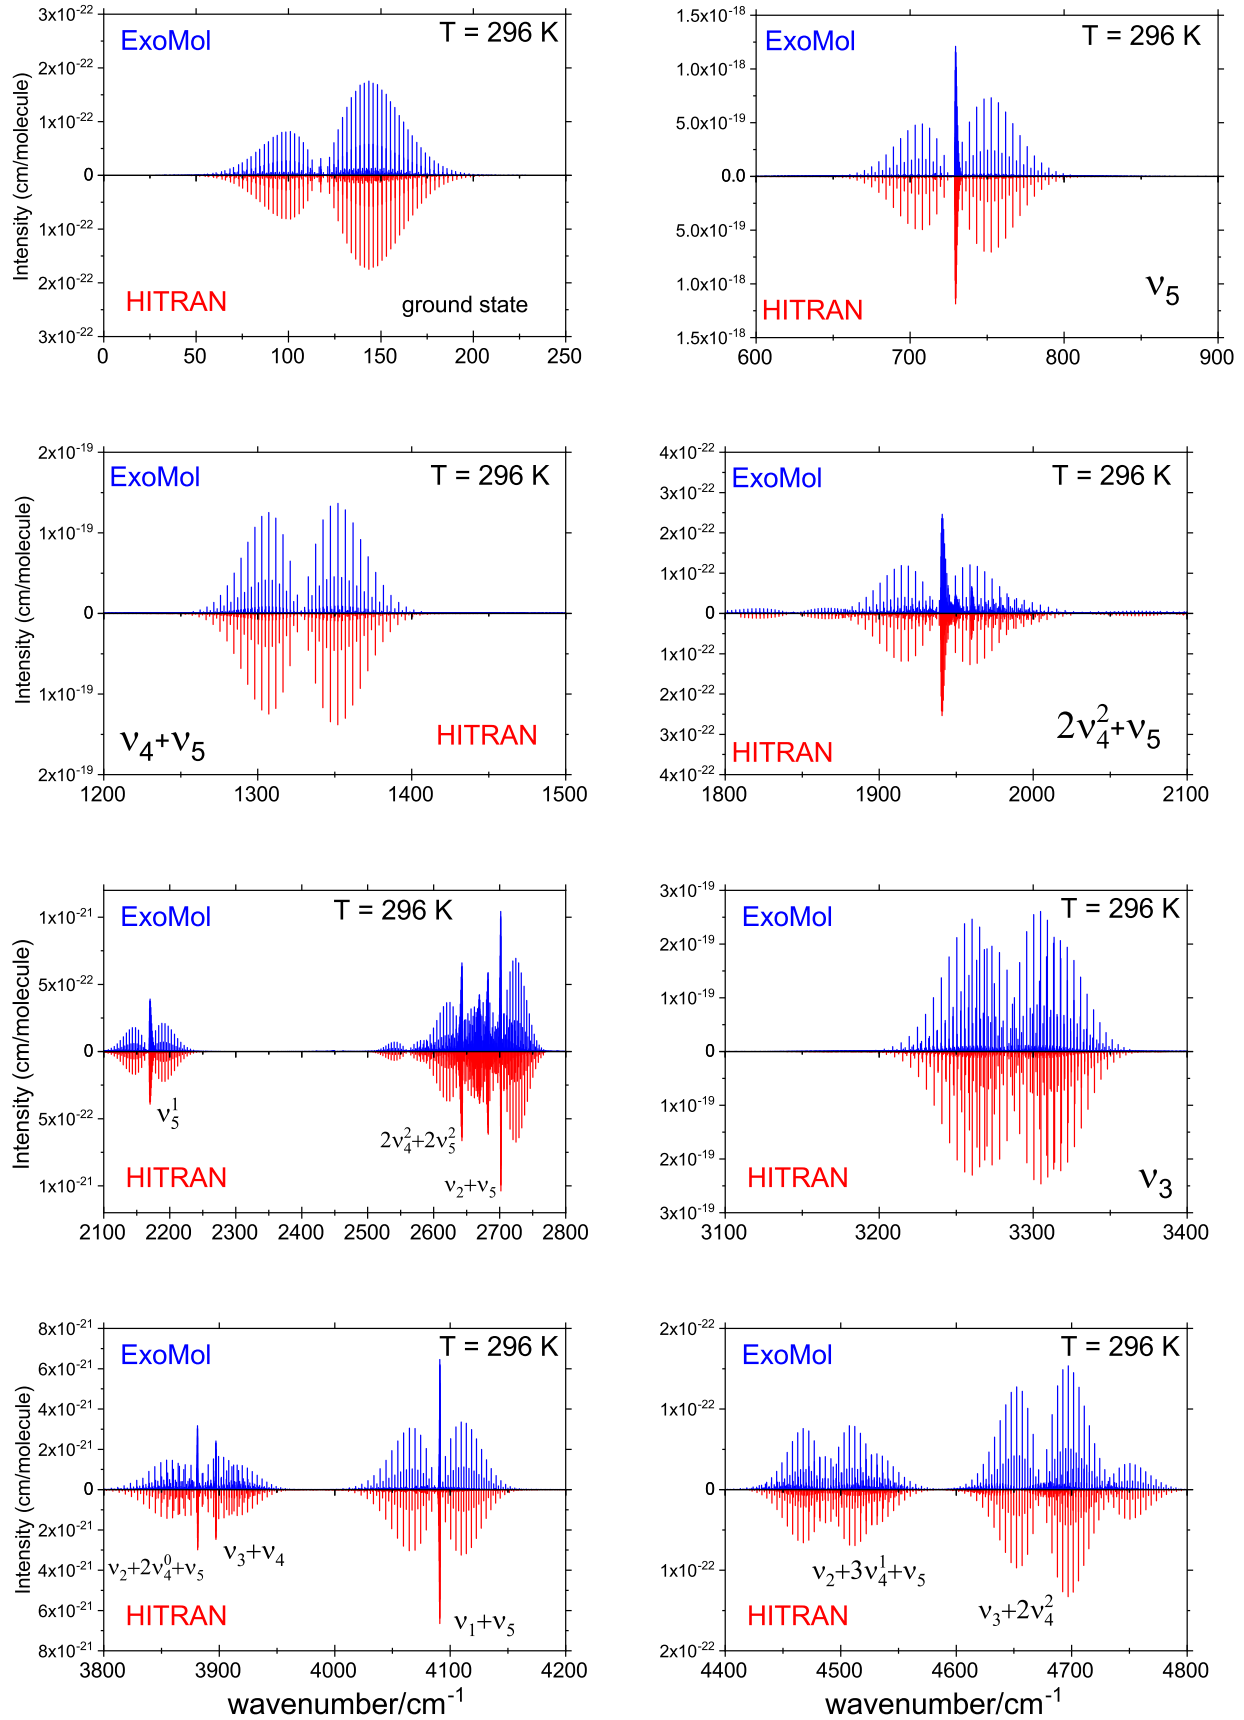 3x10⁻²²
ExoMol
T = 296 K
2x10⁻²²
1x10⁻²²
0
1x10⁻²²
2x10⁻²²
HITRAN
ground state
3x10⁻²²
0 50 100 150 200 250
Intensity (cm/molecule)
1.5x10⁻¹⁸
ExoMol
T = 296 K
1.0x10⁻¹⁸
5.0x10⁻¹⁹
0.0
5.0x10⁻¹⁹
1.0x10⁻¹⁸
ν₅
HITRAN
1.5x10⁻¹⁸
600 700 800 900
2x10⁻¹⁹
ExoMol
T = 296 K
1x10⁻¹⁹
0
1x10⁻¹⁹
ν₄+ν₅
HITRAN
2x10⁻¹⁹
1200 1300 1400 1500
Intensity (cm/molecule)
4x10⁻²²
ExoMol
T = 296 K
3x10⁻²²
2x10⁻²²
1x10⁻²²
0
1x10⁻²²
2x10⁻²²
3x10⁻²²
2ν₄²+ν₅
HITRAN
4x10⁻²²
1800 1900 2000 2100
ExoMol
T = 296 K
1x10⁻²¹
5x10⁻²²
0
5x10⁻²²
ν₅¹
2ν₄²+2ν₅²
HITRAN
ν₂+ν₅
1x10⁻²¹
2100 2200 2300 2400 2500 2600 2700 2800
Intensity (cm/molecule)
3x10⁻¹⁹
ExoMol
T = 296 K
2x10⁻¹⁹
1x10⁻¹⁹
0
1x10⁻¹⁹
2x10⁻¹⁹
HITRAN
ν₃
3x10⁻¹⁹
3100 3200 3300 3400
8x10⁻²¹
ExoMol
T = 296 K
6x10⁻²¹
4x10⁻²¹
2x10⁻²¹
0
2x10⁻²¹
ν₃+ν₄
ν₂+2ν₄⁰+ν₅
4x10⁻²¹
HITRAN
ν₁+ν₅
6x10⁻²¹
8x10⁻²¹
3800 3900 4000 4100 4200
Intensity (cm/molecule)
wavenumber/cm⁻¹
2x10⁻²²
ExoMol
T = 296 K
1x10⁻²²
0
1x10⁻²²
ν₂+3ν₄¹+ν₅
ν₃+2ν₄²
HITRAN
2x10⁻²²
4400 4500 4600 4700 4800
wavenumber/cm⁻¹